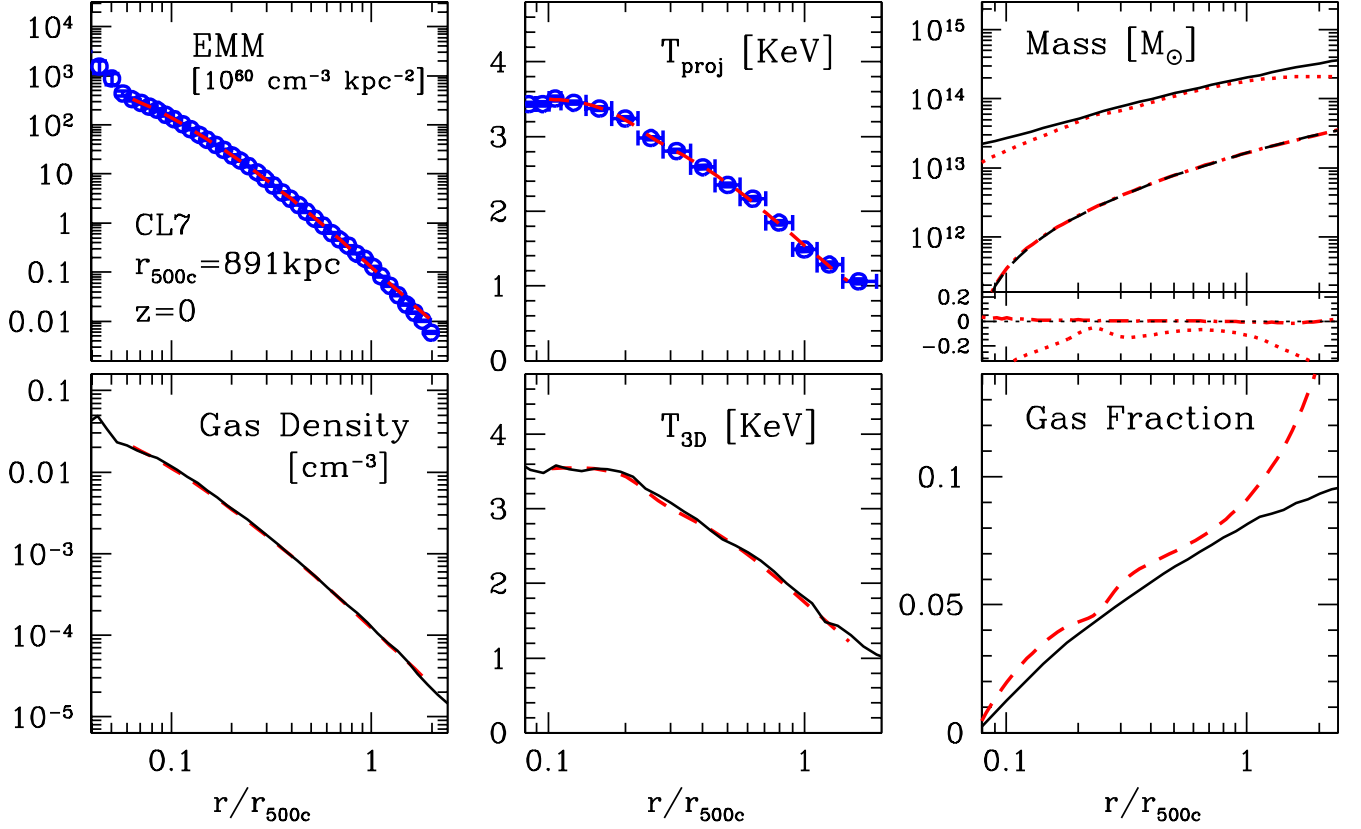 10⁴
10³
10²
10
1
0.1
0.01
EMM
[10⁶⁰ cm⁻³ kpc⁻²]
CL7
r₅₀₀c=891kpc
z=0
4
3
2
1
0
T_proj [KeV]
10¹⁵
10¹⁴
10¹³
10¹²
Mass [M⊙]
0.2
0
−0.2
0.1
0.01
10⁻³
10⁻⁴
10⁻⁵
Gas Density
[cm⁻³]
0.1 1
r/r₅₀₀c
4
3
2
1
0
T₃D [KeV]
0.1 1
r/r₅₀₀c
0.1
0.05
0
Gas Fraction
0.1 1
r/r₅₀₀c